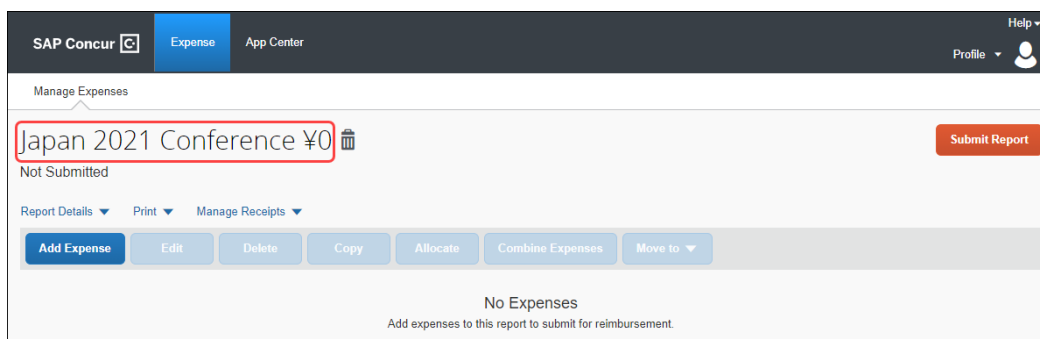 Help
SAP Concur C Expense App Center
Profile
Manage Expenses
Japan 2021 Conference ¥0
Submit Report
Not Submitted
Report Details Print Manage Receipts
Add Expense Edit Delete Copy Allocate Combine Expenses Move to
No Expenses
Add expenses to this report to submit for reimbursement.